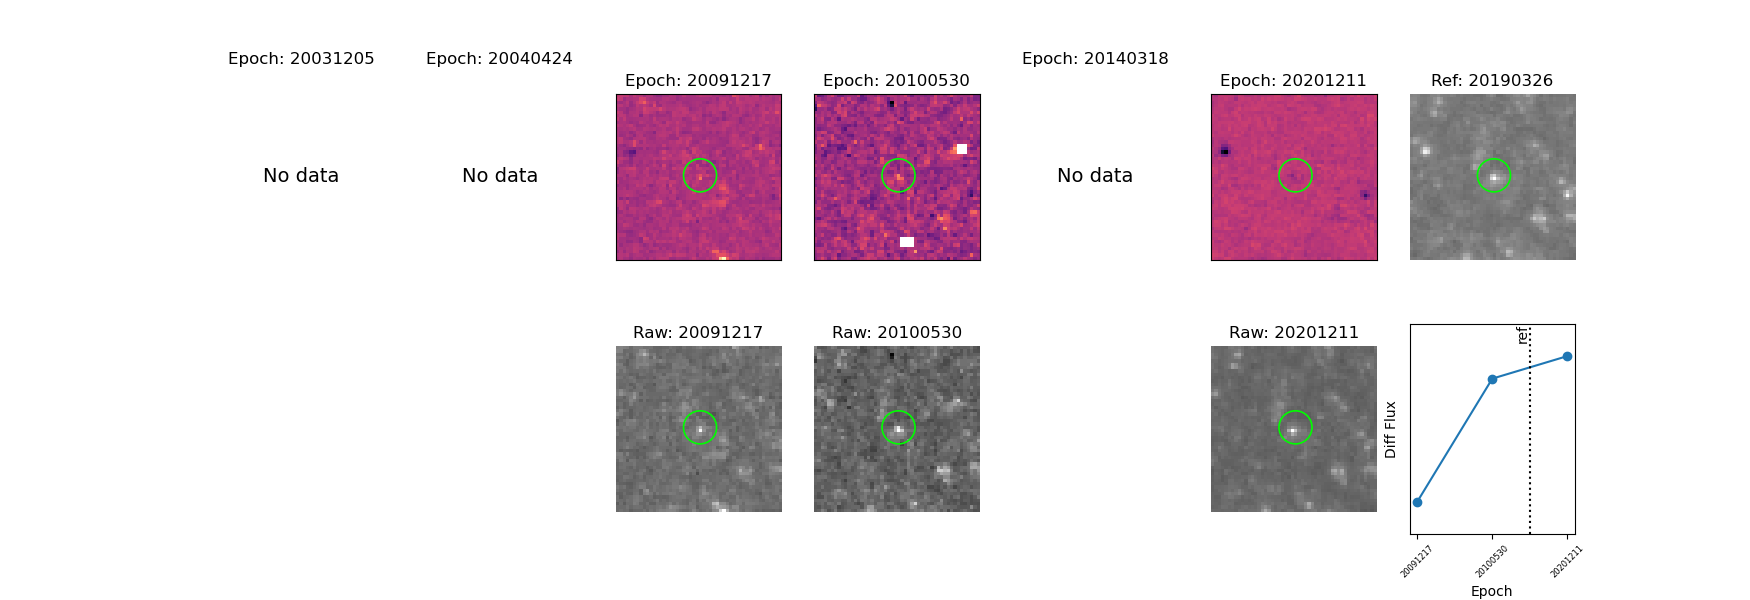 Epoch: 20031205
Epoch: 20040424
Epoch: 20091217
Epoch: 20100530
Epoch: 20140318
Epoch: 20201211
Ref: 20190326
No data
No data
No data
Raw: 20091217
Raw: 20100530
Raw: 20201211
ref
Diff Flux
20091217
20100530
20201211
Epoch